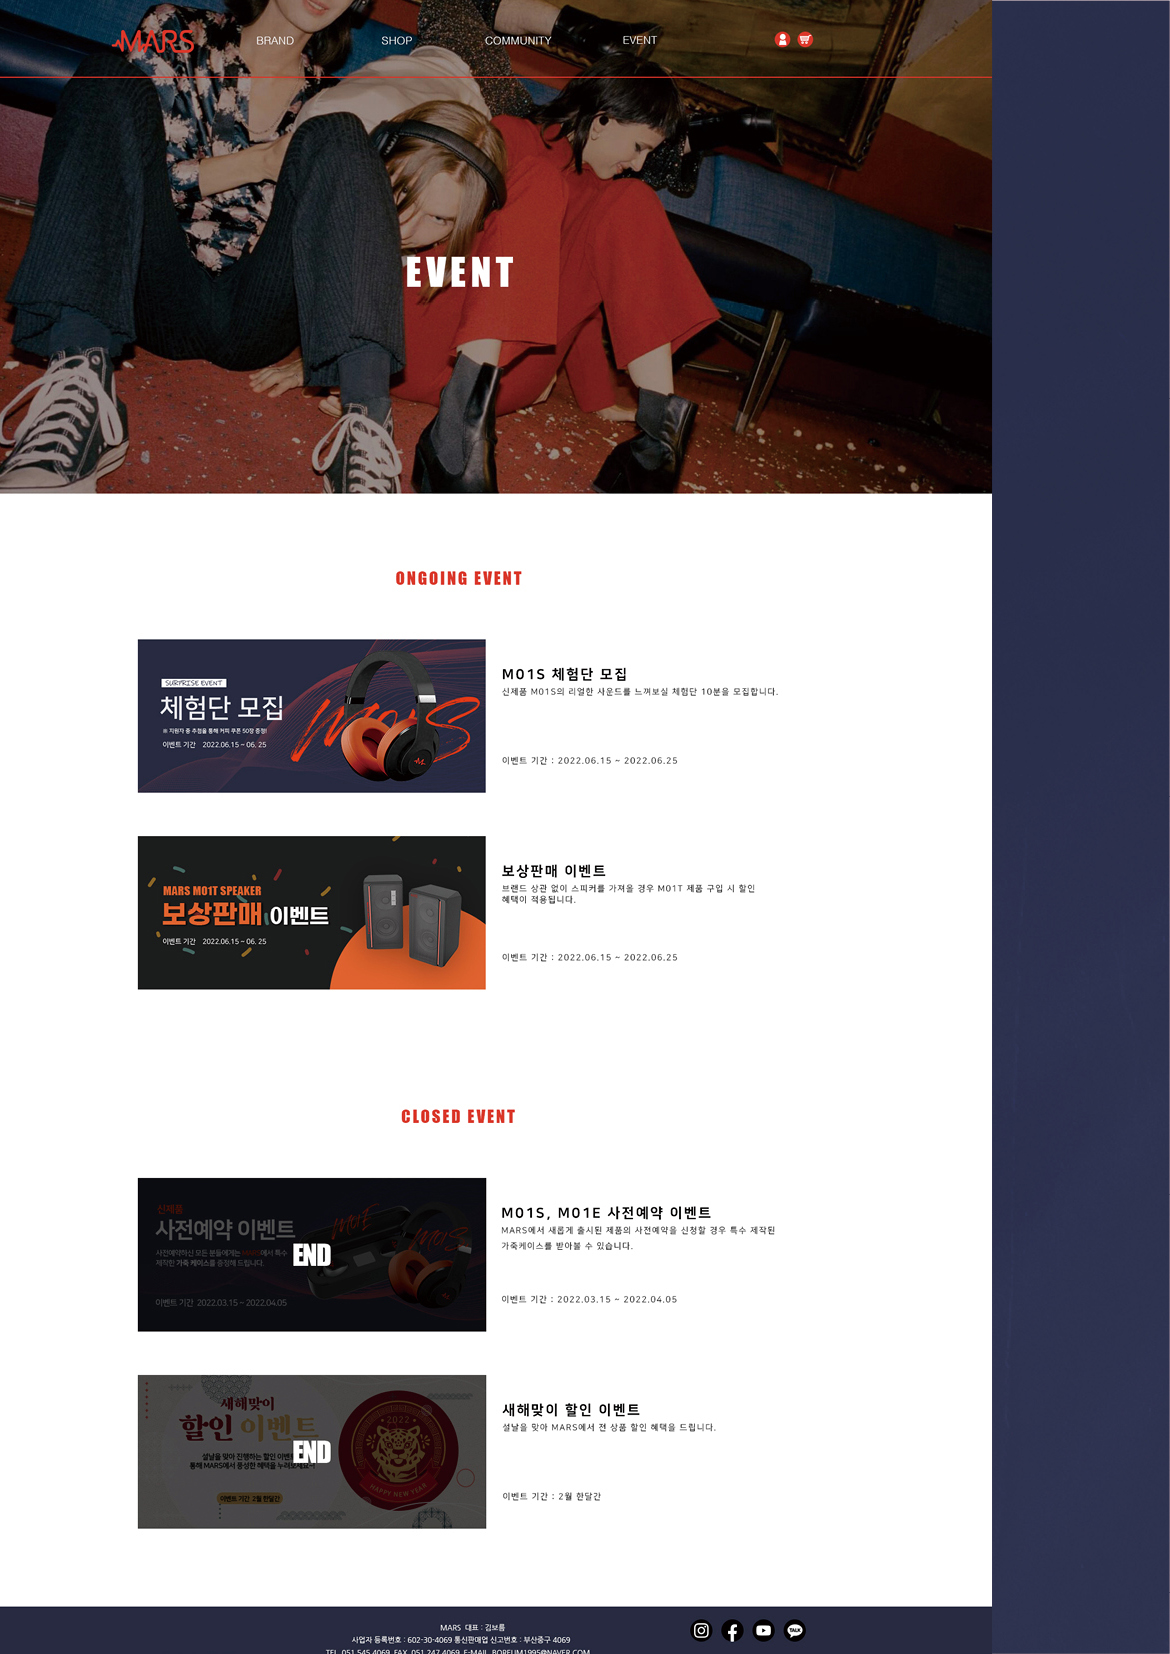 MARS
BRAND
SHOP
COMMUNITY
EVENT
EVENT
ONGOING EVENT
SURPRISE EVENT
체험단 모집
※ 지원자 중 추첨을 통해 커피 쿠폰 50장 증정!
이벤트 기간 2022.06.15 ~ 06. 25
M01S
M01S 체험단 모집
신제품 M01S의 리얼한 사운드를 느껴보실 체험단 10분을 모집합니다.
이벤트 기간 : 2022.06.15 ~ 2022.06.25
MARS M01T SPEAKER
보상판매 이벤트
이벤트 기간 2022.06.15 ~ 06. 25
보상판매 이벤트
브랜드 상관 없이 스피커를 가져올 경우 M01T 제품 구입 시 할인
혜택이 적용됩니다.
이벤트 기간 : 2022.06.15 ~ 2022.06.25
CLOSED EVENT
신제품
사전예약 이벤트
사전예약하신 모든 분들에게는 MARS에서 특수
제작한 가죽 케이스를 증정해 드립니다.
이벤트 기간 2022.03.15 ~ 2022.04.05
M01E
M01S
END
M01S, M01E 사전예약 이벤트
MARS에서 새롭게 출시된 제품의 사전예약을 신청할 경우 특수 제작된
가죽케이스를 받아볼 수 있습니다.
이벤트 기간 : 2022.03.15 ~ 2022.04.05
새해맞이
할인 이벤트
설날을 맞아 진행하는 할인 이벤트
통해 MARS에서 풍성한 혜택을 누려보세요~!
이벤트 기간 2월 한달간
2022
HAPPY NEW YEAR
END
새해맞이 할인 이벤트
설날을 맞아 MARS에서 전 상품 할인 혜택을 드립니다.
이벤트 기간 : 2월 한달간
MARS 대표 : 김보름
사업자 등록번호 : 602-30-4069 통신판매업 신고번호 : 부산중구 4069
TEL. 051.545.4069 FAX. 051.247.4069 E-MAIL. BOREUM1995@NAVER.COM
TALK